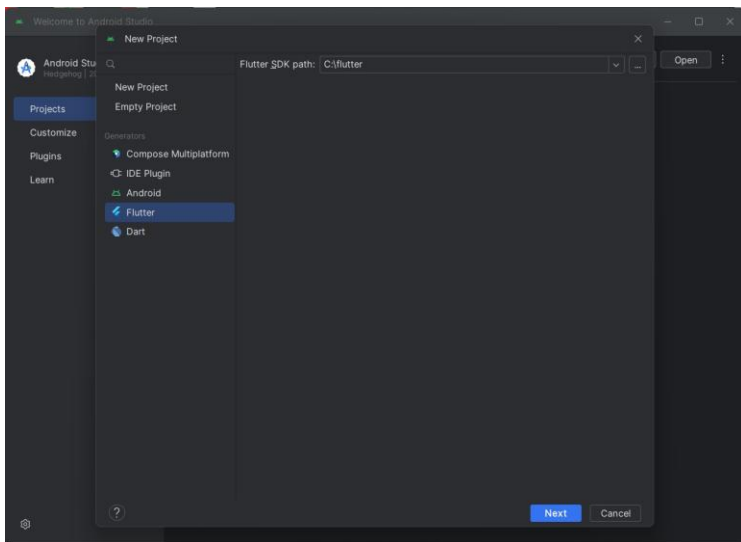 Welcome to Android Studio
New Project
Android Stu
Hedgehog | 20
Flutter SDK path: C:\flutter
Open
New Project
Empty Project
Projects
Customize
Plugins
Learn
Generators
Compose Multiplatform
IDE Plugin
Android
Flutter
Dart
?
Next
Cancel